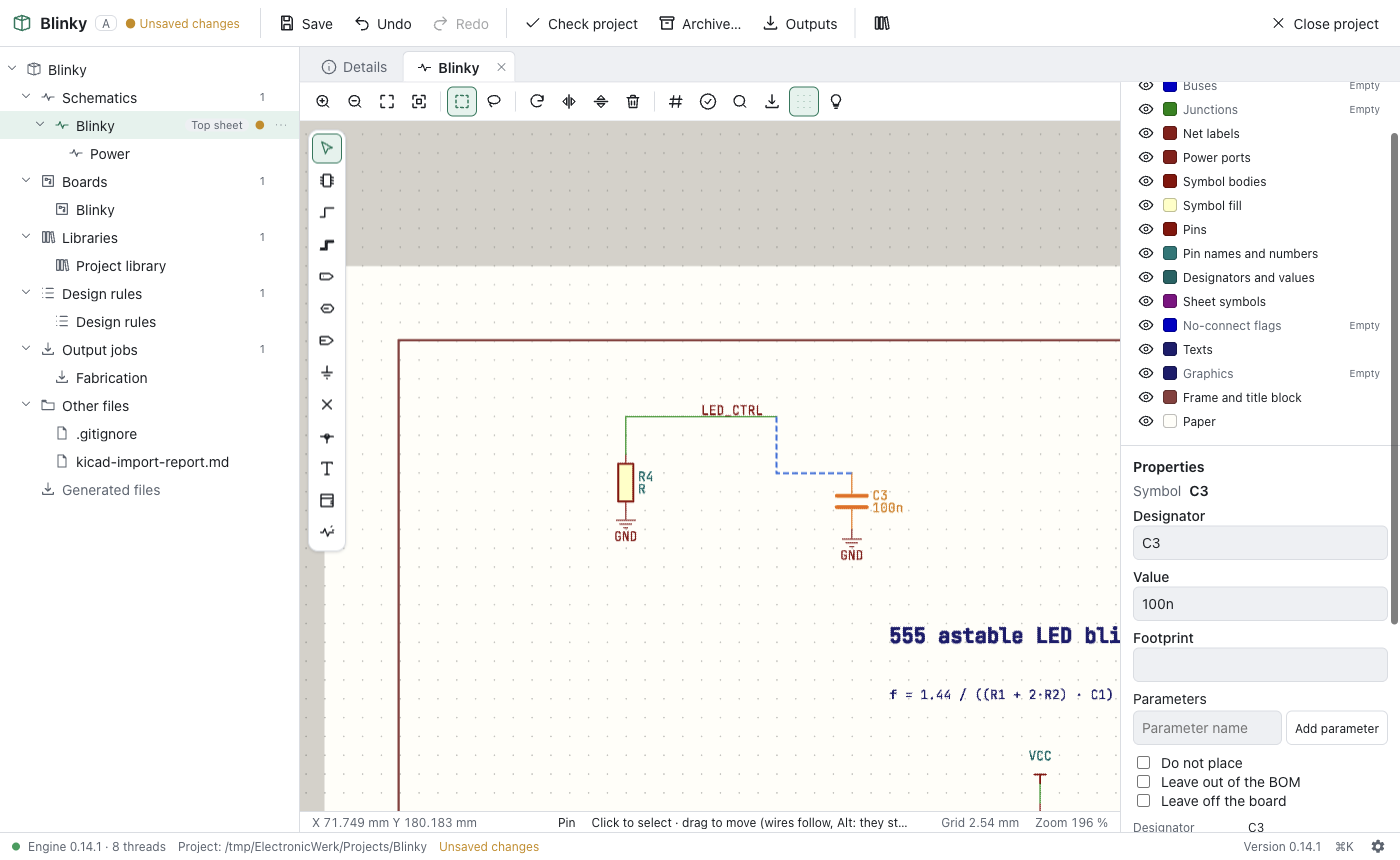 Blinky A Unsaved changes Save Undo Redo Check project Archive... Outputs Close project
Blinky
Schematics 1
Blinky Top sheet ...
Power
Boards 1
Blinky
Libraries 1
Project library
Design rules 1
Design rules
Output jobs 1
Fabrication
Other files
.gitignore
kicad-import-report.md
Generated files
Details Blinky
LED_CTRL
R4
R
GND
C3
100n
GND
555 astable LED bli
f = 1.44 / ((R1 + 2·R2) · C1)
VCC
Buses Empty
Junctions Empty
Net labels
Power ports
Symbol bodies
Symbol fill
Pins
Pin names and numbers
Designators and values
Sheet symbols
No-connect flags Empty
Texts
Graphics Empty
Frame and title block
Paper
Properties
Symbol C3
Designator
C3
Value
100n
Footprint
Parameters
Parameter name Add parameter
Do not place
Leave out of the BOM
Leave off the board
Designator C3
X 71.749 mm Y 180.183 mm Pin Click to select · drag to move (wires follow, Alt: they st... Grid 2.54 mm Zoom 196 %
Engine 0.14.1 · 8 threads Project: /tmp/ElectronicWerk/Projects/Blinky Unsaved changes Version 0.14.1 ⌘K